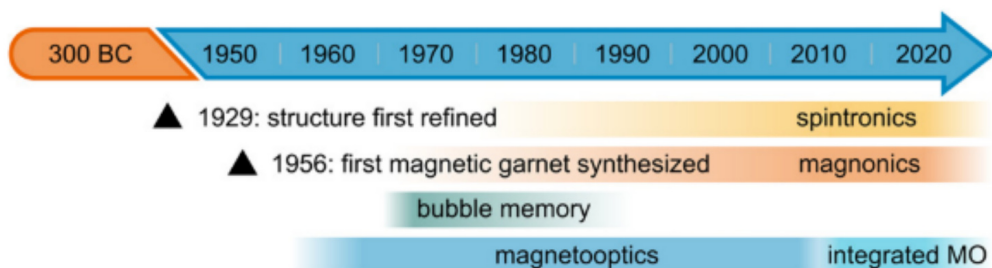 300 BC 1950 1960 1970 1980 1990 2000 2010 2020
1929: structure first refined spintronics
1956: first magnetic garnet synthesized magnonics
bubble memory
magnetooptics integrated MO